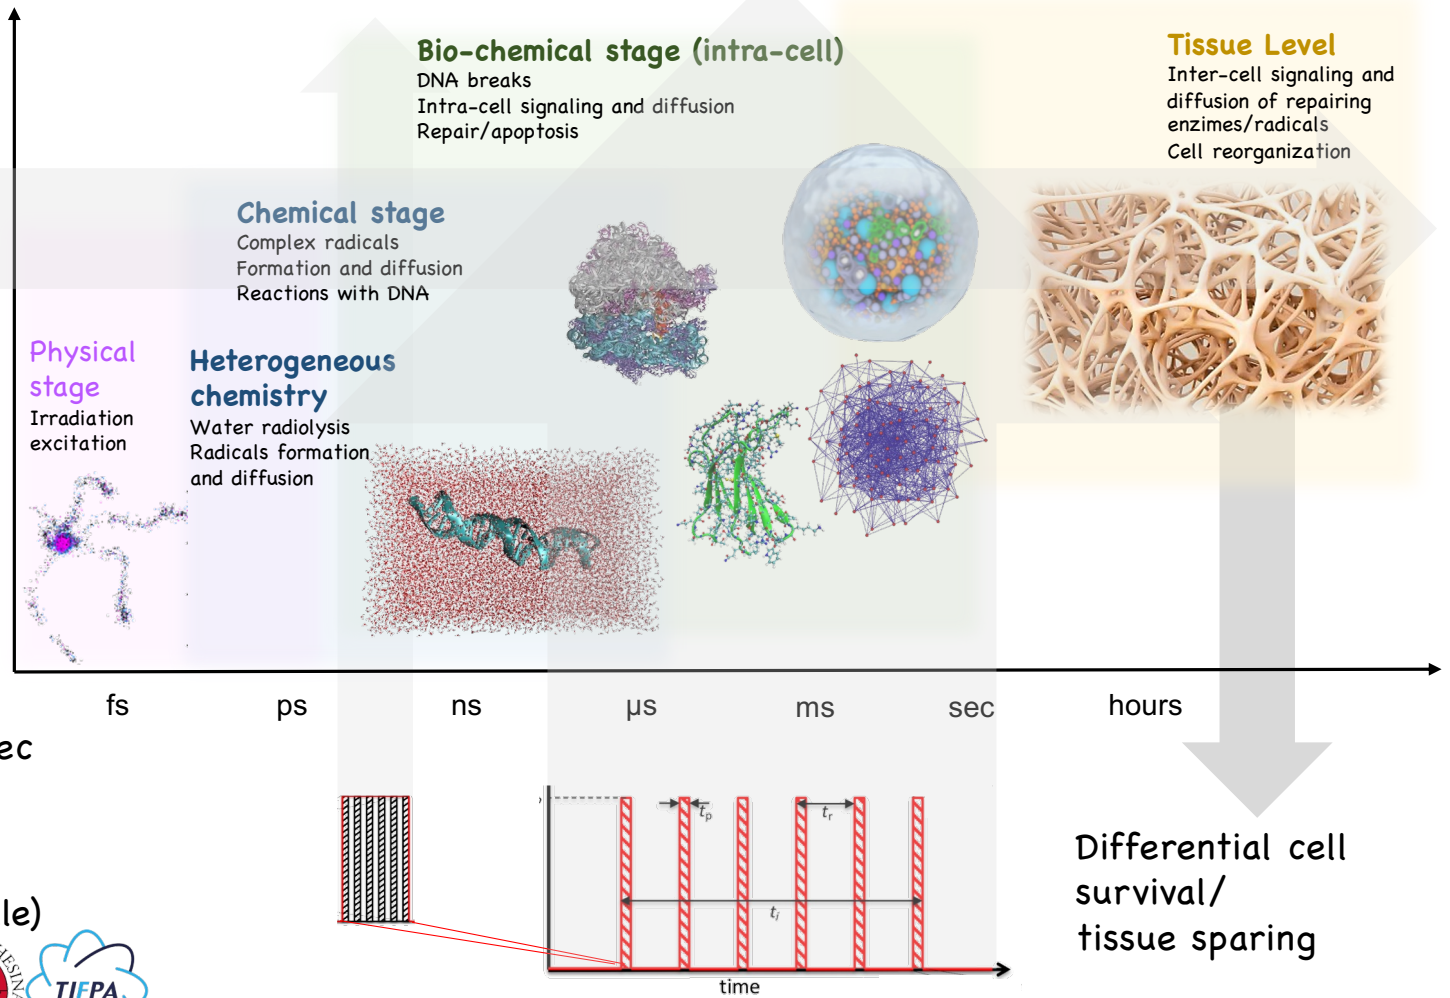 Bio-chemical stage (intra-cell)
DNA breaks
Intra-cell signaling and diffusion
Repair/apoptosis
Tissue Level
Inter-cell signaling and
diffusion of repairing
enzimes/radicals
Cell reorganization
Chemical stage
Complex radicals
Formation and diffusion
Reactions with DNA
Physical
stage
Irradiation
excitation
Heterogeneous
chemistry
Water radiolysis
Radicals formation
and diffusion
fs
ps
ns
µs
ms
sec
hours
ec
le)
TIFPA
tp
tr
ti
time
Differential cell
survival/
tissue sparing